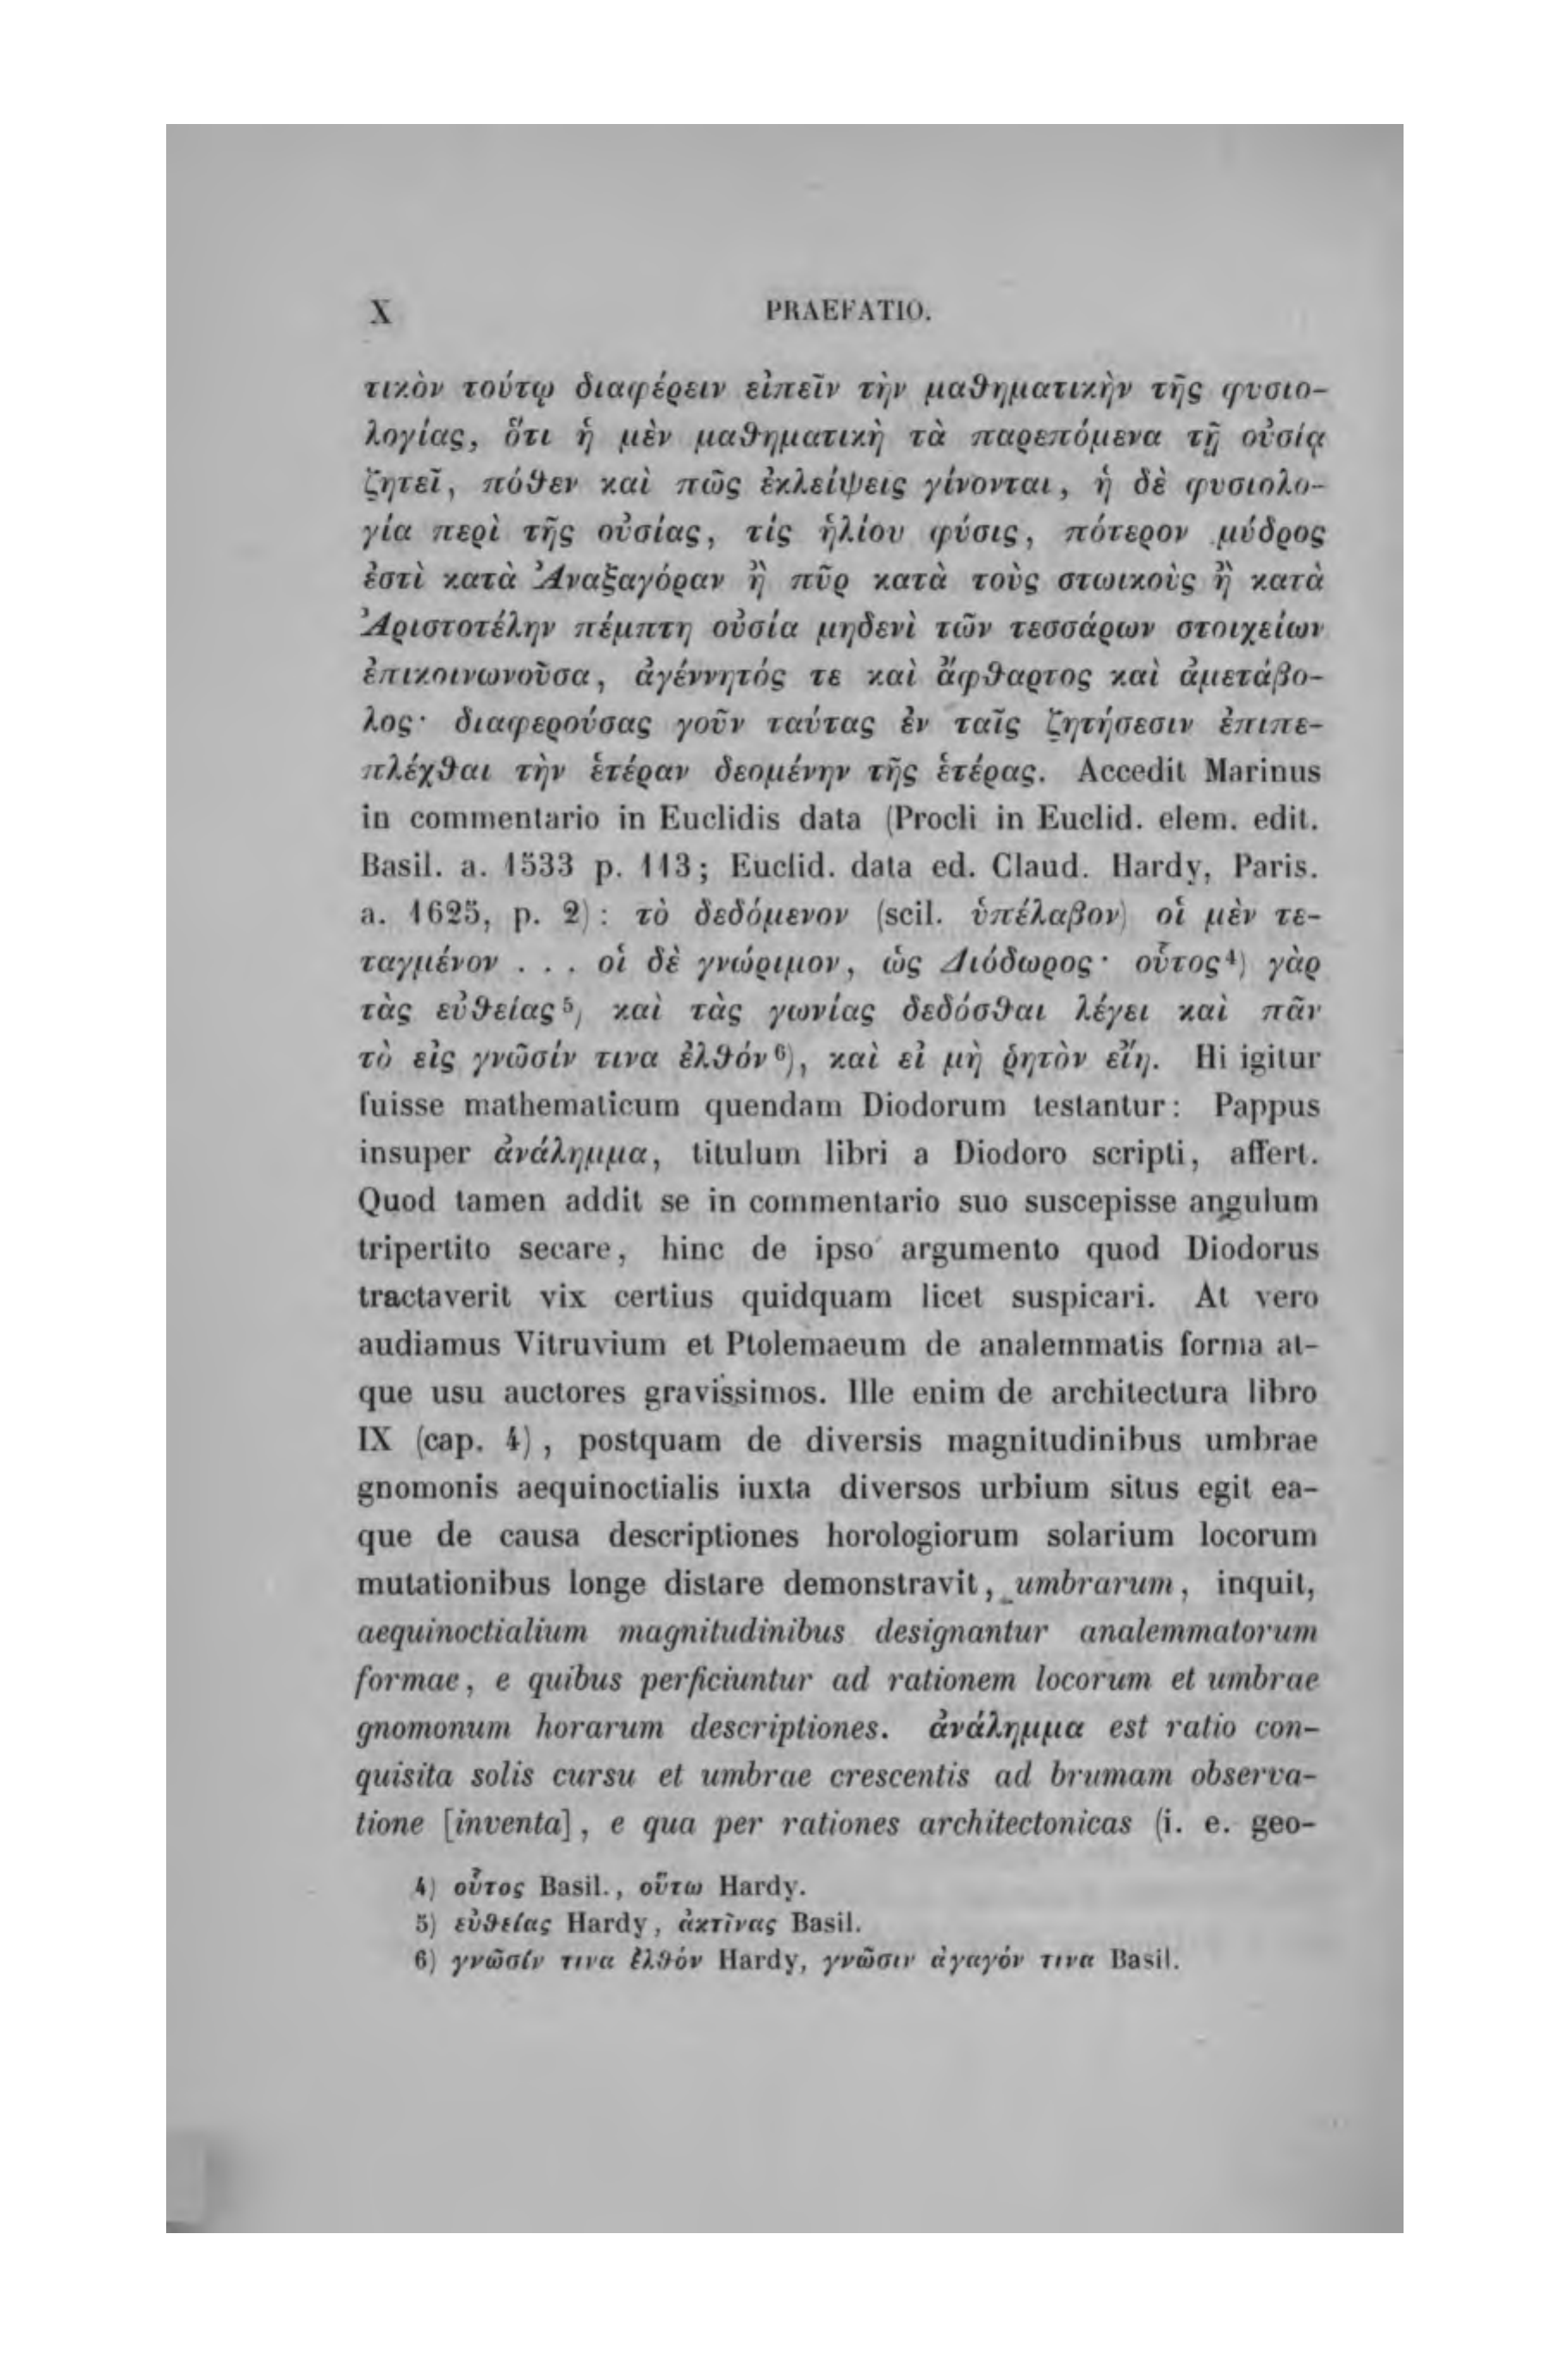 X PRAEFATIO.
τικὸν τούτῳ διαφέρειν εἰπεῖν τὴν μαθηματικὴν τῆς φυσιο-
λογίας, ὅτι ἡ μὲν μαθηματικὴ τὰ παρεπόμενα τῇ οὐσίᾳ
ζητεῖ, πόθεν καὶ πῶς ἐκλείψεις γίνονται, ἡ δὲ φυσιολο-
γία περὶ τῆς οὐσίας, τίς ἡλίου φύσις, πότερον μύδρος
ἐστὶ κατὰ Ἀναξαγόραν ἢ πῦρ κατὰ τοὺς στωικοὺς ἢ κατὰ
Ἀριστοτέλην πέμπτη οὐσία μηδενὶ τῶν τεσσάρων στοιχείων
ἐπικοινωνοῦσα, ἀγέννητός τε καὶ ἄφθαρτος καὶ ἀμετάβο-
λος· διαφερούσας γοῦν ταύτας ἐν ταῖς ζητήσεσιν ἐπιπε-
πλέχθαι τὴν ἑτέραν δεομένην τῆς ἑτέρας. Accedit Marinus
in commentario in Euclidis data (Procli in Euclid. elem. edit.
Basil. a. 1533 p. 113; Euclid. data ed. Claud. Hardy, Paris.
a. 1625, p. 2): τὸ δεδόμενον (scil. ὑπέλαβον) οἱ μὲν τε-
ταγμένον . . . οἱ δὲ γνώριμον, ὡς Διόδωρος· οὗτος⁴) γὰρ
τὰς εὐθείας⁵) καὶ τὰς γωνίας δεδόσθαι λέγει καὶ πᾶν
τὸ εἰς γνῶσίν τινα ἐλθόν⁶), καὶ εἰ μὴ ῥητὸν εἴη. Hi igitur
fuisse mathematicum quendam Diodorum testantur: Pappus
insuper ἀνάλημμα, titulum libri a Diodoro scripti, affert.
Quod tamen addit se in commentario suo suscepisse angulum
tripertito secare, hinc de ipso argumento quod Diodorus
tractaverit vix certius quidquam licet suspicari. At vero
audiamus Vitruvium et Ptolemaeum de analemmatis forma at-
que usu auctores gravissimos. Ille enim de architectura libro
IX (cap. 4), postquam de diversis magnitudinibus umbrae
gnomonis aequinoctialis iuxta diversos urbium situs egit ea-
que de causa descriptiones horologiorum solarium locorum
mutationibus longe distare demonstravit, umbrarum, inquit,
aequinoctialium magnitudinibus designantur analemmatorum
formae, e quibus perficiuntur ad rationem locorum et umbrae
gnomonum horarum descriptiones. ἀνάλημμα est ratio con-
quisita solis cursu et umbrae crescentis ad brumam observa-
tione [inventa], e qua per rationes architectonicas (i. e. geo-
4) οὗτος Basil., οὕτω Hardy.
5) εὐθείας Hardy, ἀκτῖνας Basil.
6) γνῶσίν τινα ἐλθόν Hardy, γνῶσιν ἀγαγόν τινα Basil.